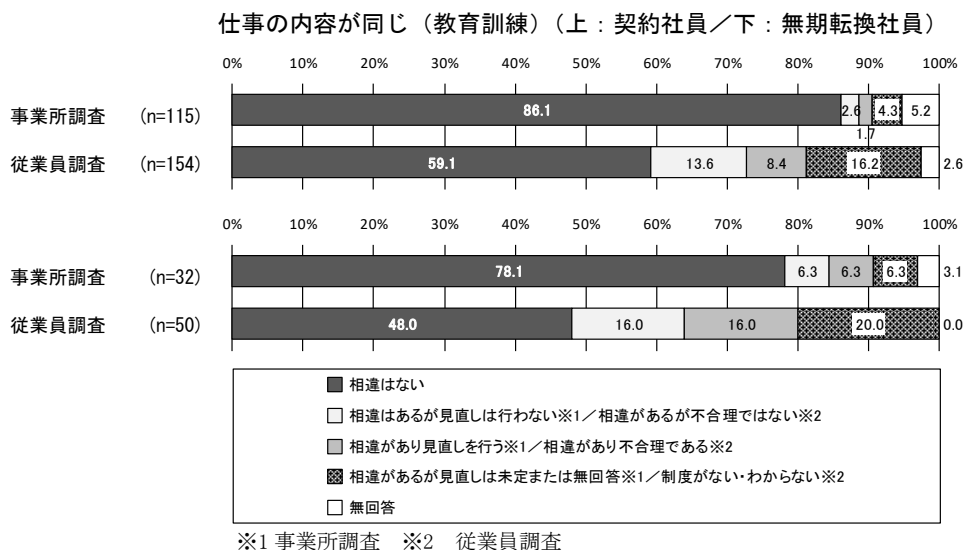 仕事の内容が同じ（教育訓練）（上：契約社員／下：無期転換社員）
0% 10% 20% 30% 40% 50% 60% 70% 80% 90% 100%
事業所調査 (n=115) 86.1 2.6 1.7 4.3 5.2
従業員調査 (n=154) 59.1 13.6 8.4 16.2 2.6
0% 10% 20% 30% 40% 50% 60% 70% 80% 90% 100%
事業所調査 (n=32) 78.1 6.3 6.3 6.3 3.1
従業員調査 (n=50) 48.0 16.0 16.0 20.0 0.0
相違はない
相違はあるが見直しは行わない※1／相違があるが不合理ではない※2
相違があり見直しを行う※1／相違があり不合理である※2
相違があるが見直しは未定または無回答※1／制度がない・わからない※2
無回答
※1 事業所調査 ※2 従業員調査